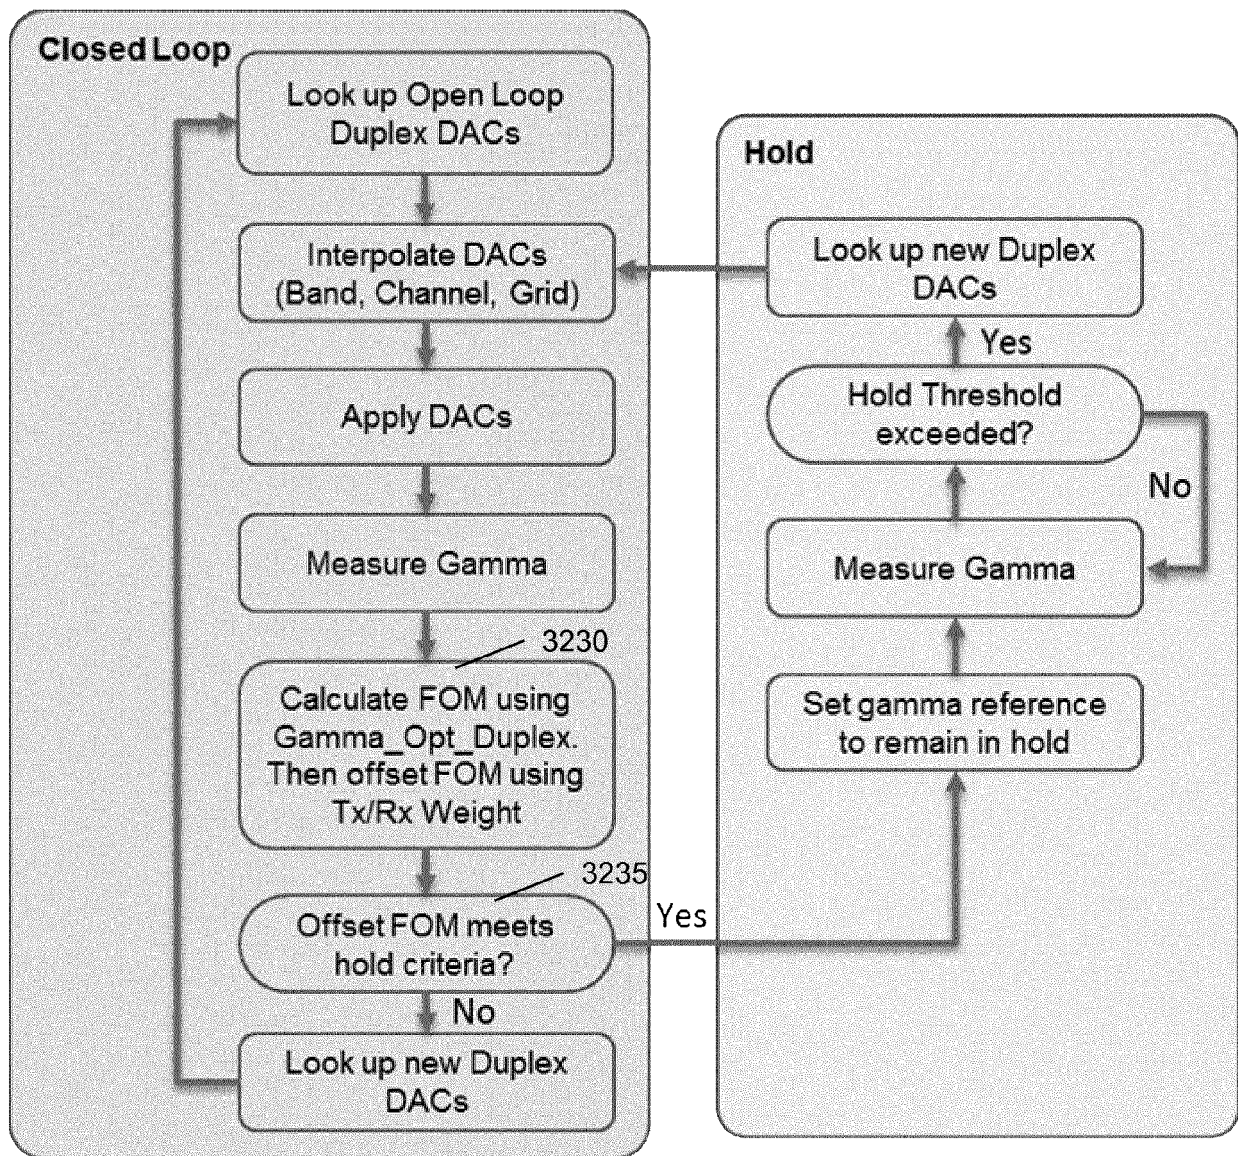 Closed Loop
Look up Open Loop
Duplex DACs
Interpolate DACs
(Band, Channel, Grid)
Apply DACs
Measure Gamma
3230
Calculate FOM using
Gamma_Opt_Duplex.
Then offset FOM using
Tx/Rx Weight
3235
Offset FOM meets
hold criteria?
Yes
No
Look up new Duplex
DACs
Hold
Look up new Duplex
DACs
Yes
Hold Threshold
exceeded?
No
Measure Gamma
Set gamma reference
to remain in hold